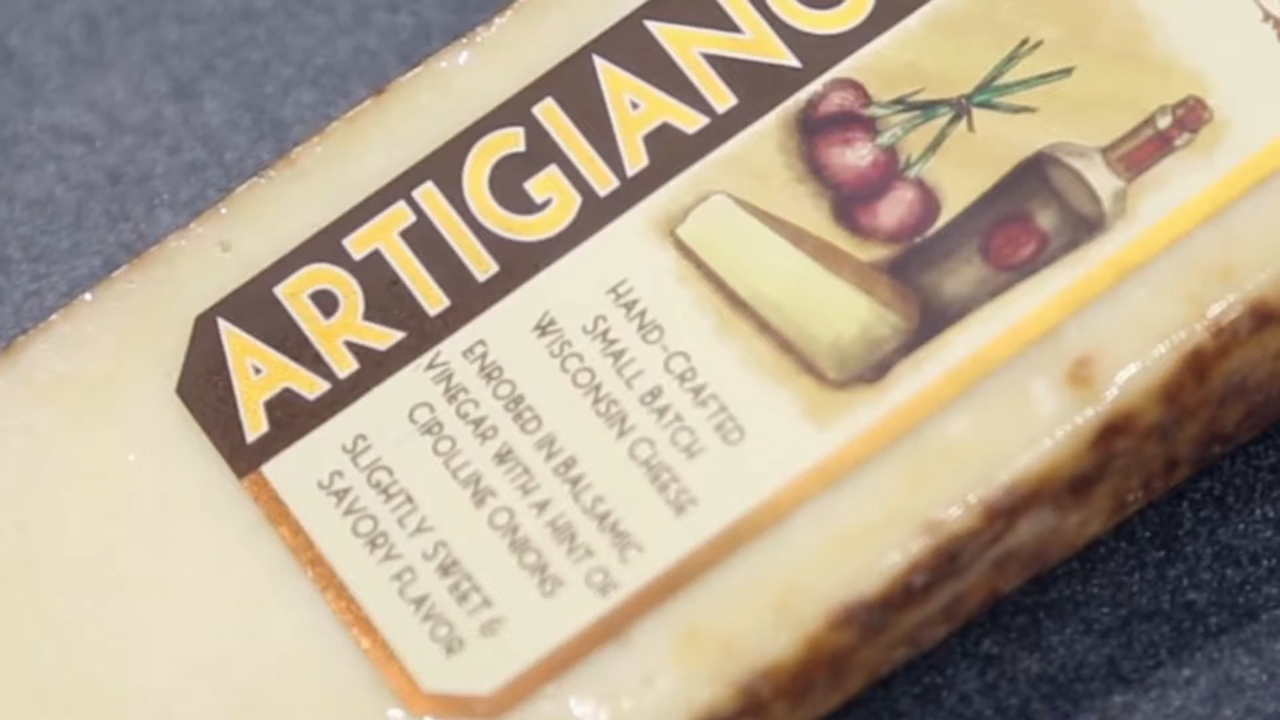 ARTIGIANO
HAND-CRAFTED
SMALL BATCH
WISCONSIN CHEESE
ENROBED IN BALSAMIC
VINEGAR WITH A HINT OF
CIPOLLINE ONIONS
SLIGHTLY SWEET &
SAVORY FLAVOR